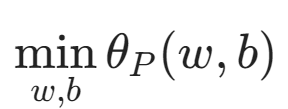 min θ_P(w, b)
w,b